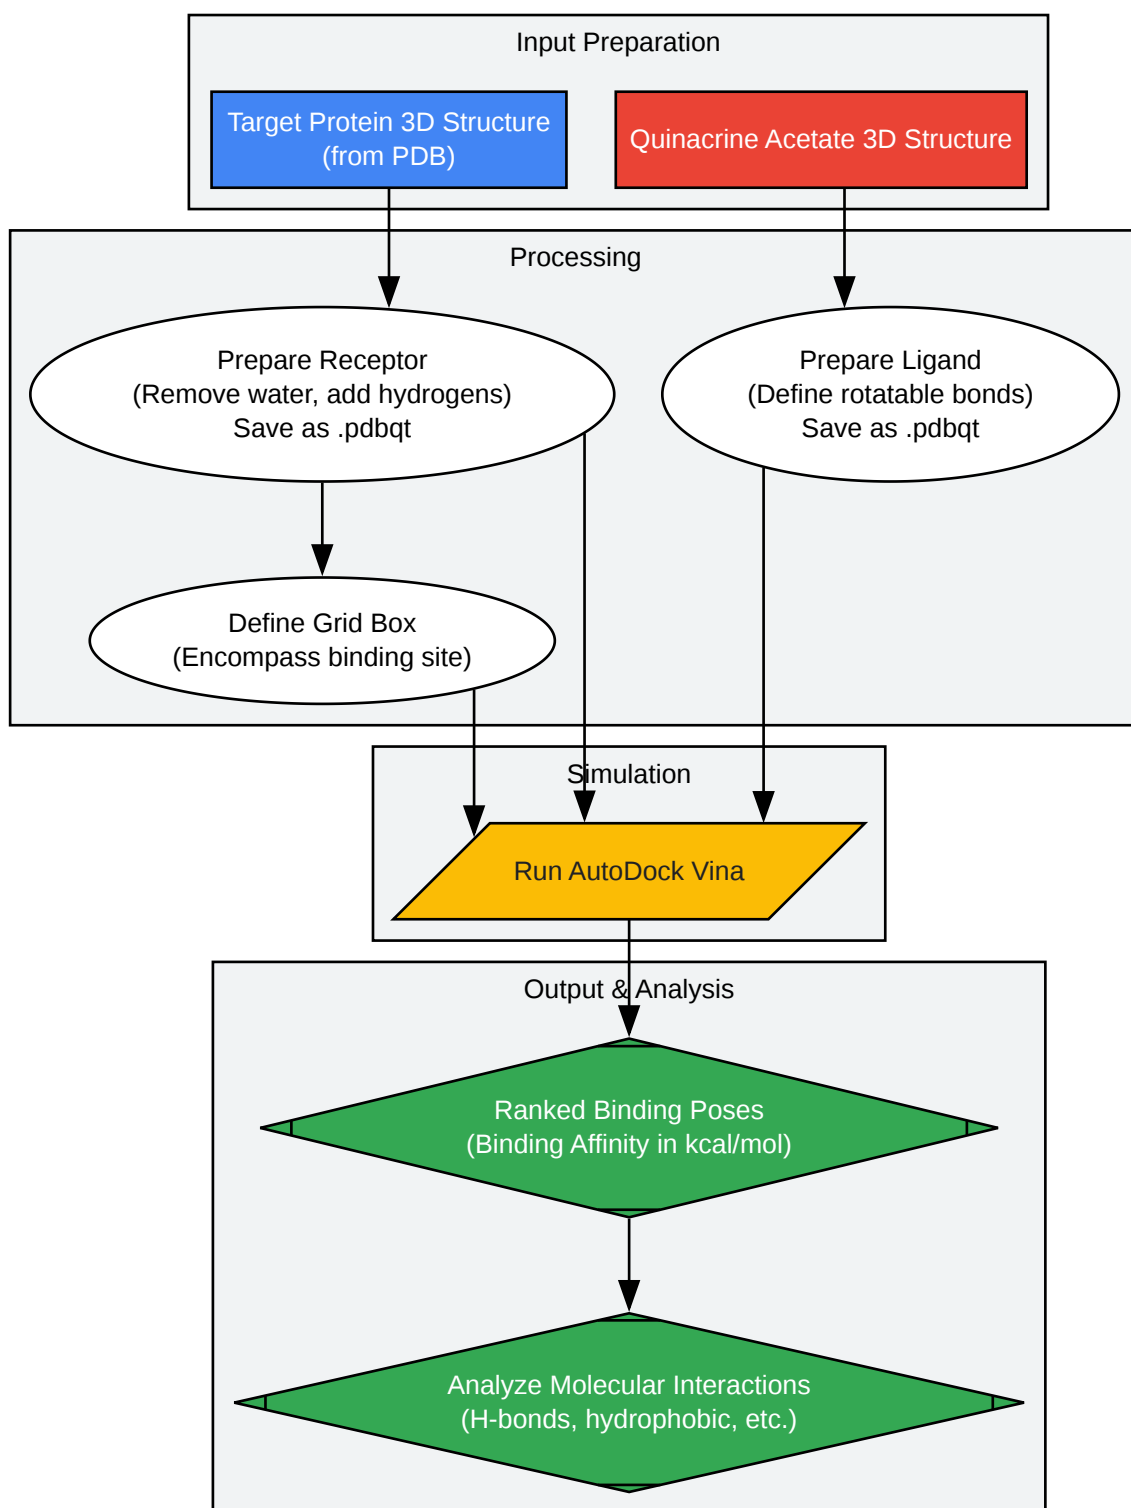 Input Preparation
Target Protein 3D Structure
(from PDB)
Quinacrine Acetate 3D Structure
Processing
Prepare Receptor
(Remove water, add hydrogens)
Save as .pdbqt
Prepare Ligand
(Define rotatable bonds)
Save as .pdbqt
Define Grid Box
(Encompass binding site)
Simulation
Run AutoDock Vina
Output & Analysis
Ranked Binding Poses
(Binding Affinity in kcal/mol)
Analyze Molecular Interactions
(H-bonds, hydrophobic, etc.)